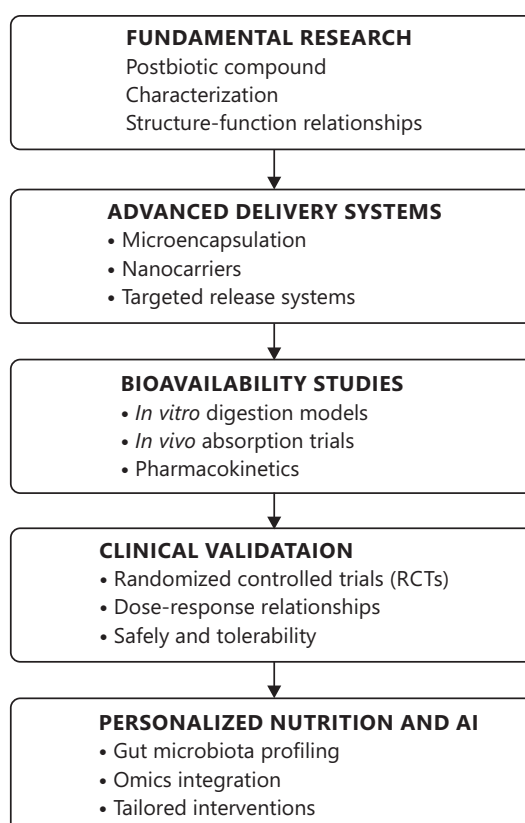 FUNDAMENTAL RESEARCH
Postbiotic compound
Characterization
Structure-function relationships
ADVANCED DELIVERY SYSTEMS
• Microencapsulation
• Nanocarriers
• Targeted release systems
BIOAVAILABILITY STUDIES
• In vitro digestion models
• In vivo absorption trials
• Pharmacokinetics
CLINICAL VALIDATAION
• Randomized controlled trials (RCTs)
• Dose-response relationships
• Safely and tolerability
PERSONALIZED NUTRITION AND AI
• Gut microbiota profiling
• Omics integration
• Tailored interventions